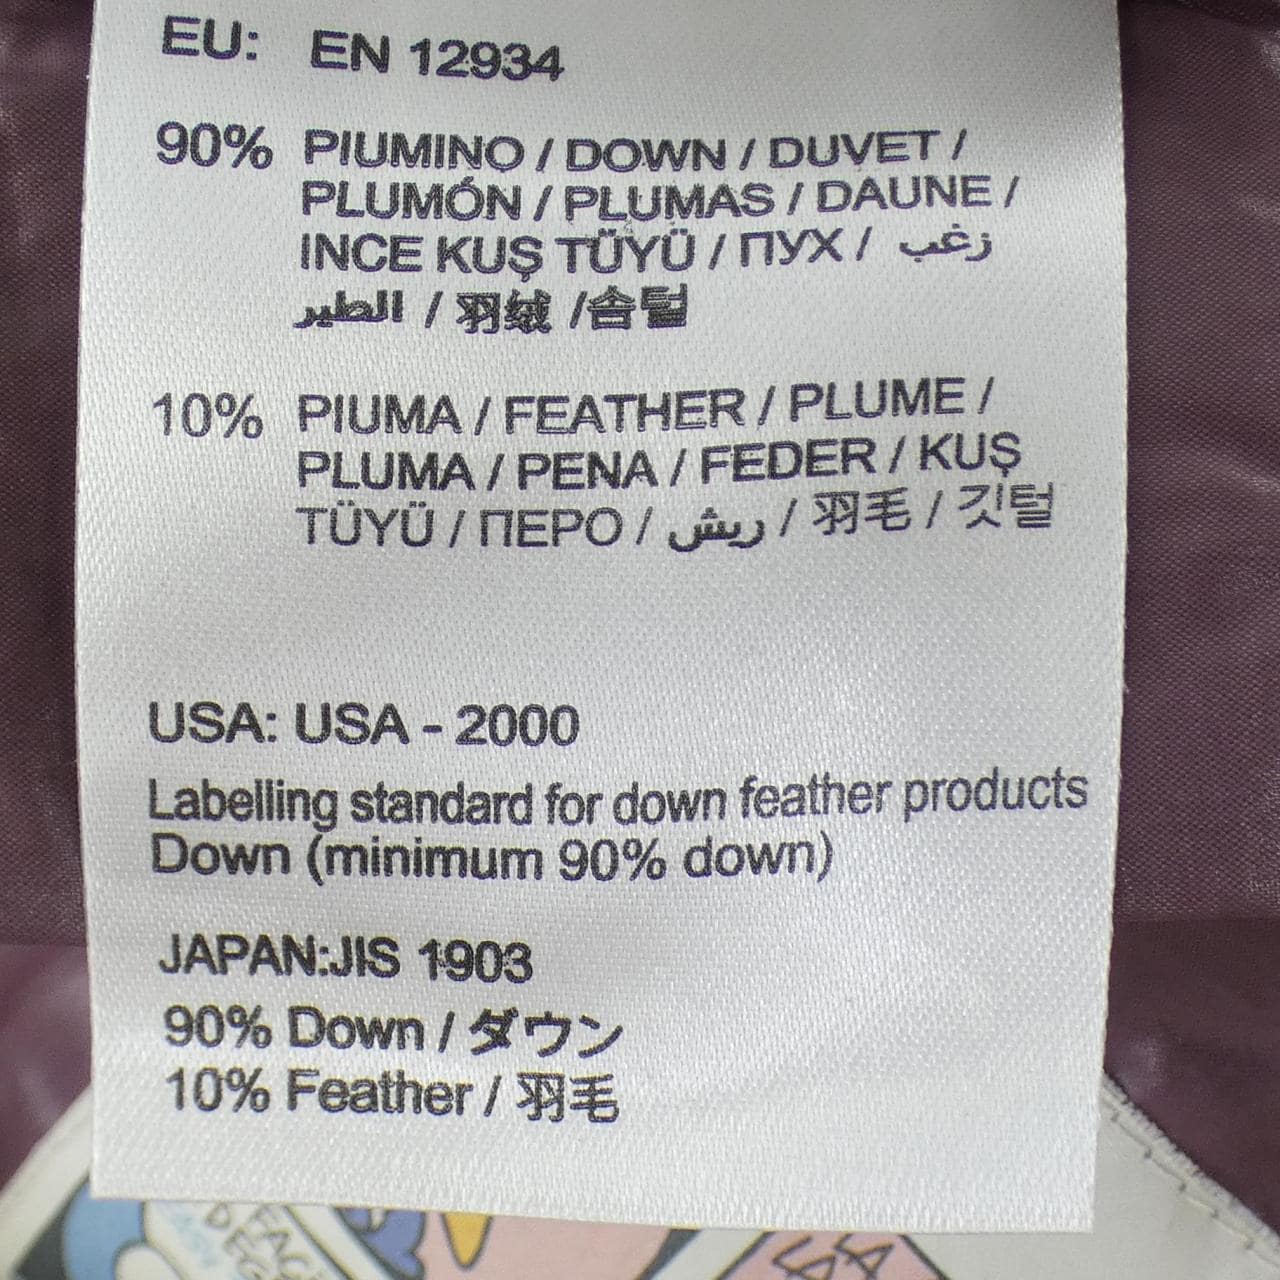 EU: EN 12934
90% PIUMINO / DOWN / DUVET /
PLUMÓN / PLUMAS / DAUNE /
INCE KUŞ TÜYÜ / ПУХ / زغب
الطير / 羽绒 /솜털
10% PIUMA / FEATHER / PLUME /
PLUMA / PENA / FEDER / KUŞ
TÜYÜ / ПЕРО / ريش / 羽毛 / 깃털
USA: USA - 2000
Labelling standard for down feather products
Down (minimum 90% down)
JAPAN:JIS 1903
90% Down / ダウン
10% Feather / 羽毛